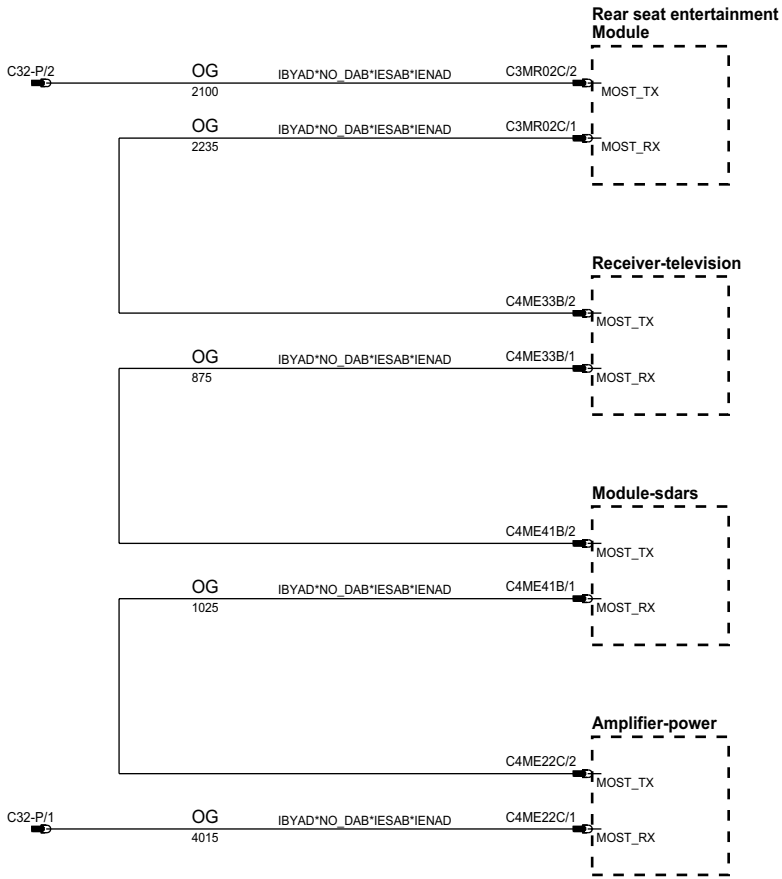 Rear seat entertainment
Module
C32-P/2
OG
IBYAD*NO_DAB*IESAB*IENAD
C3MR02C/2
2100
MOST_TX
OG
IBYAD*NO_DAB*IESAB*IENAD
C3MR02C/1
2235
MOST_RX
Receiver-television
C4ME33B/2
MOST_TX
OG
IBYAD*NO_DAB*IESAB*IENAD
C4ME33B/1
875
MOST_RX
Module-sdars
C4ME41B/2
MOST_TX
OG
IBYAD*NO_DAB*IESAB*IENAD
C4ME41B/1
1025
MOST_RX
Amplifier-power
C4ME22C/2
MOST_TX
C32-P/1
OG
IBYAD*NO_DAB*IESAB*IENAD
C4ME22C/1
4015
MOST_RX